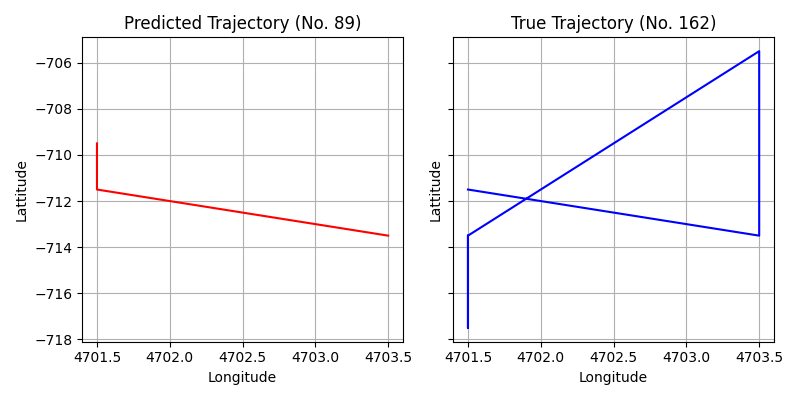 Predicted Trajectory (No. 89)
True Trajectory (No. 162)
Lattitude
−706
−708
−710
−712
−714
−716
−718
4701.5 4702.0 4702.5 4703.0 4703.5
Longitude
Lattitude
4701.5 4702.0 4702.5 4703.0 4703.5
Longitude